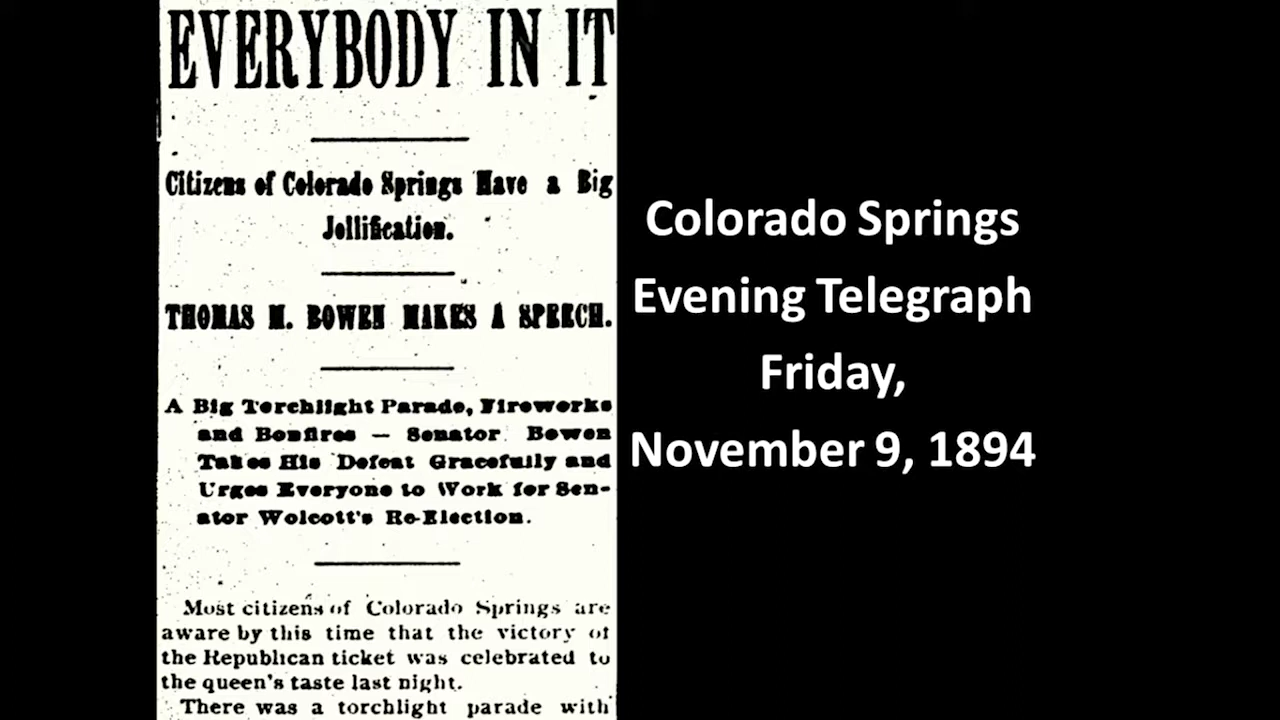 EVERYBODY IN IT
Citizens of Colorado Springs Have a Big
Jollification.
THOMAS M. BOWEN MAKES A SPEECH.
A Big Torchlight Parade, Fireworks
and Bonfires — Senator Bowen
Takes His Defeat Gracefully and
Urges Everyone to Work for Sen-
ator Wolcott's Re-Election.
Most citizens of Colorado Springs are
aware by this time that the victory of
the Republican ticket was celebrated to
the queen's taste last night.
There was a torchlight parade with
Colorado Springs
Evening Telegraph
Friday,
November 9, 1894